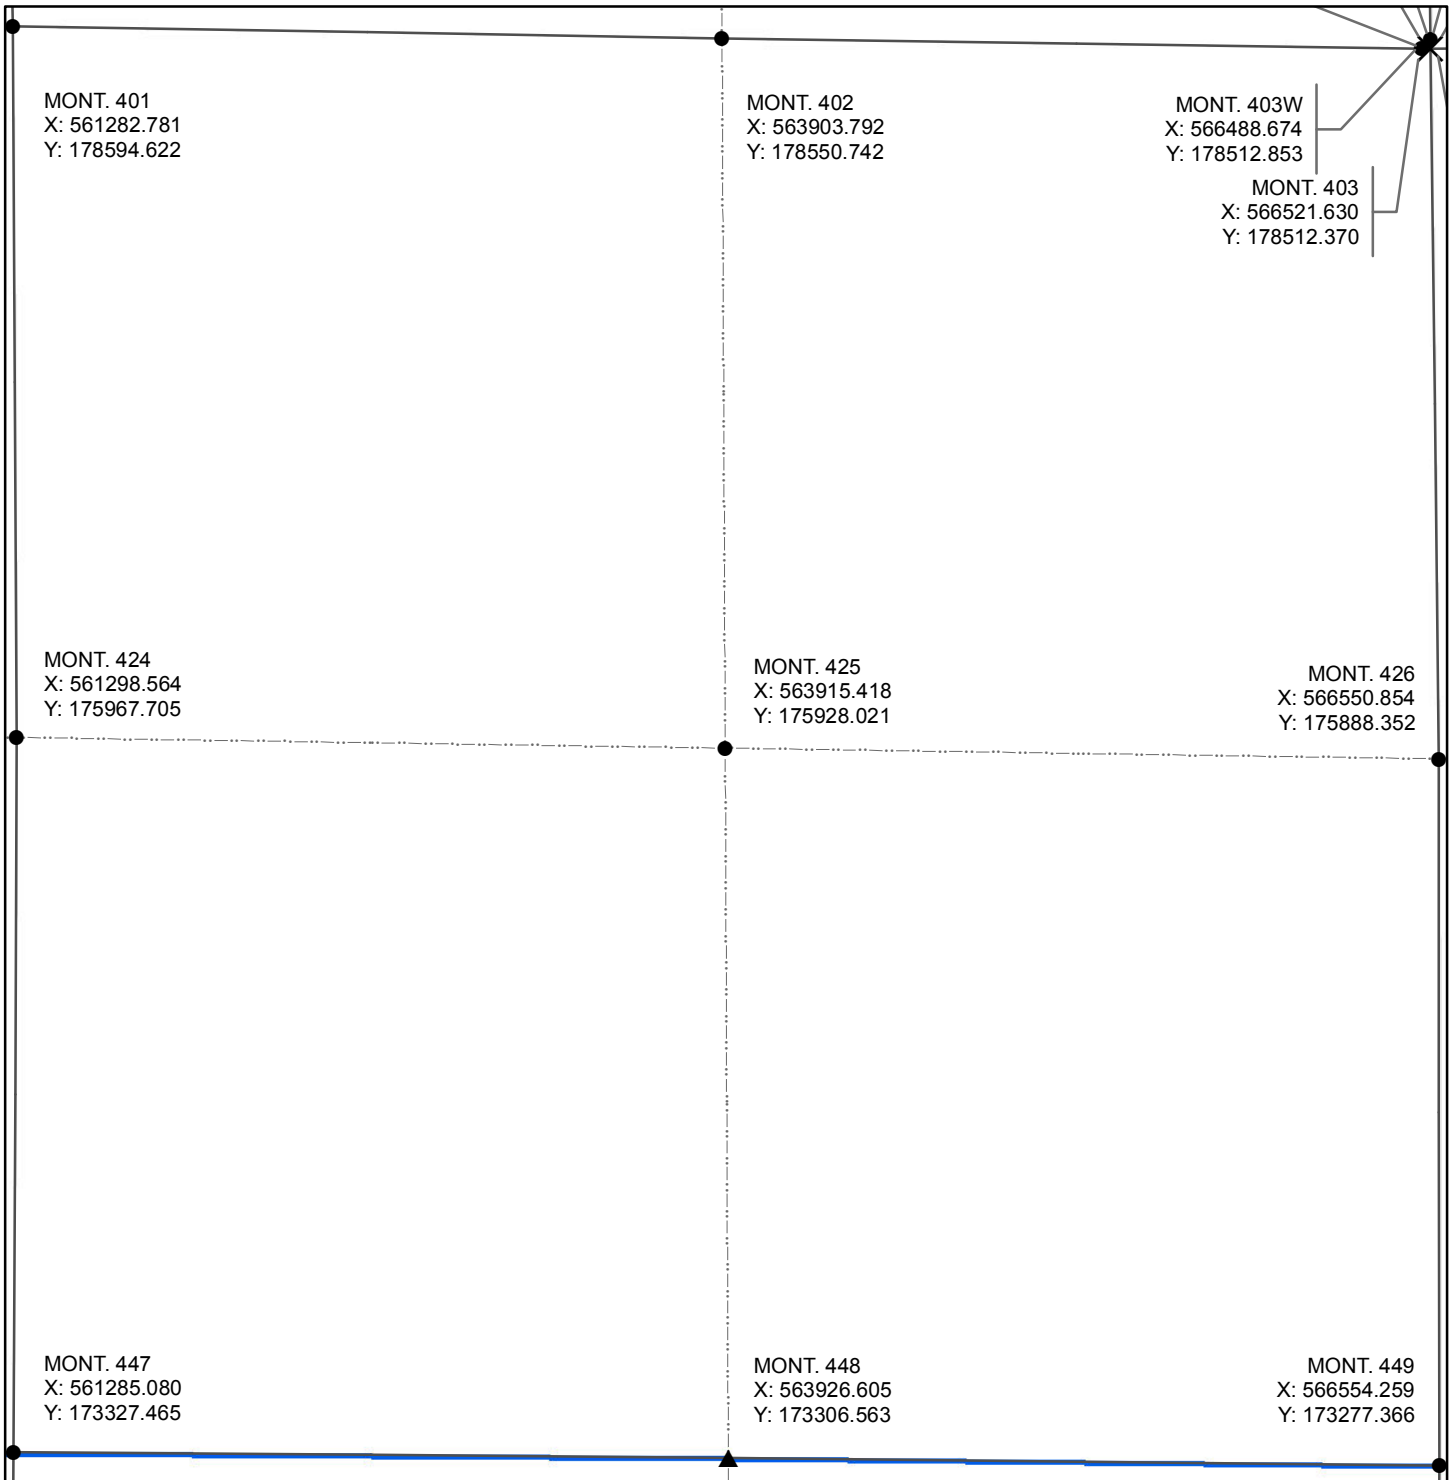 MONT. 401
X: 561282.781
Y: 178594.622
MONT. 402
X: 563903.792
Y: 178550.742
MONT. 403W
X: 566488.674
Y: 178512.853
MONT. 403
X: 566521.630
Y: 178512.370
MONT. 424
X: 561298.564
Y: 175967.705
MONT. 425
X: 563915.418
Y: 175928.021
MONT. 426
X: 566550.854
Y: 175888.352
MONT. 447
X: 561285.080
Y: 173327.465
MONT. 448
X: 563926.605
Y: 173306.563
MONT. 449
X: 566554.259
Y: 173277.366